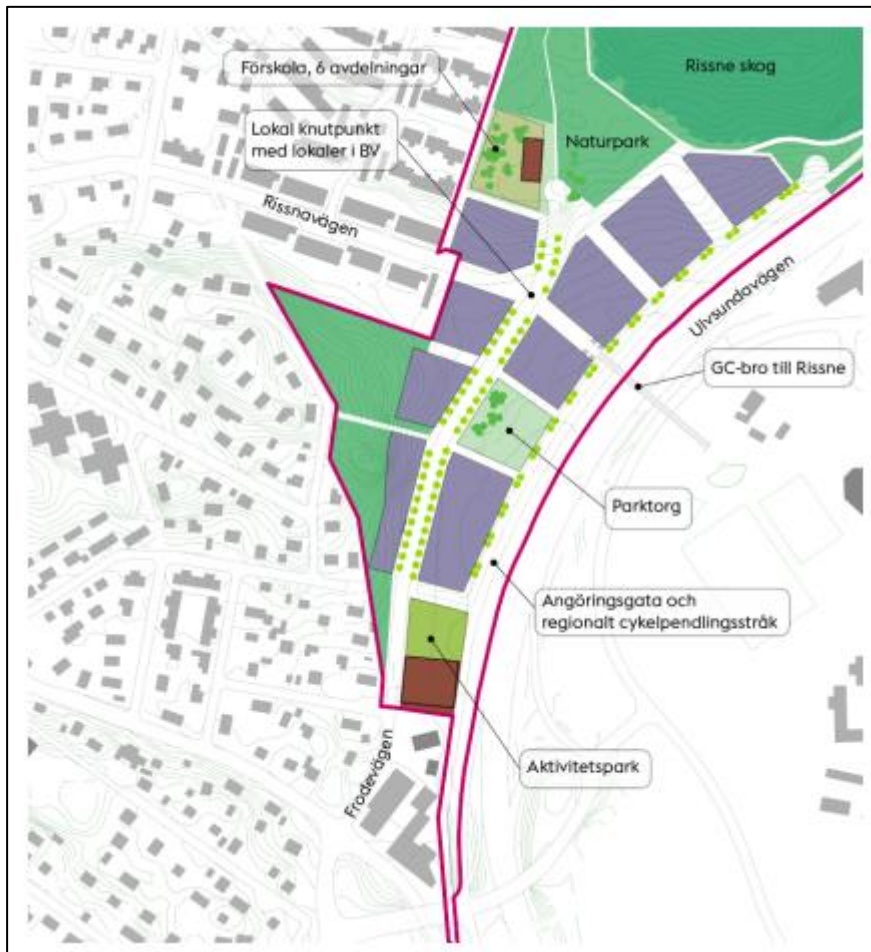 Förskola, 6 avdelningar
Rissne skog
Lokal knutpunkt
med lokaler i BV
Naturpark
Rissnavägen
Ulvsundavägen
GC-bro till Rissne
Parktorg
Angöringsgata och
regionalt cykelpendlingsstråk
Frodevägen
Aktivitetspark